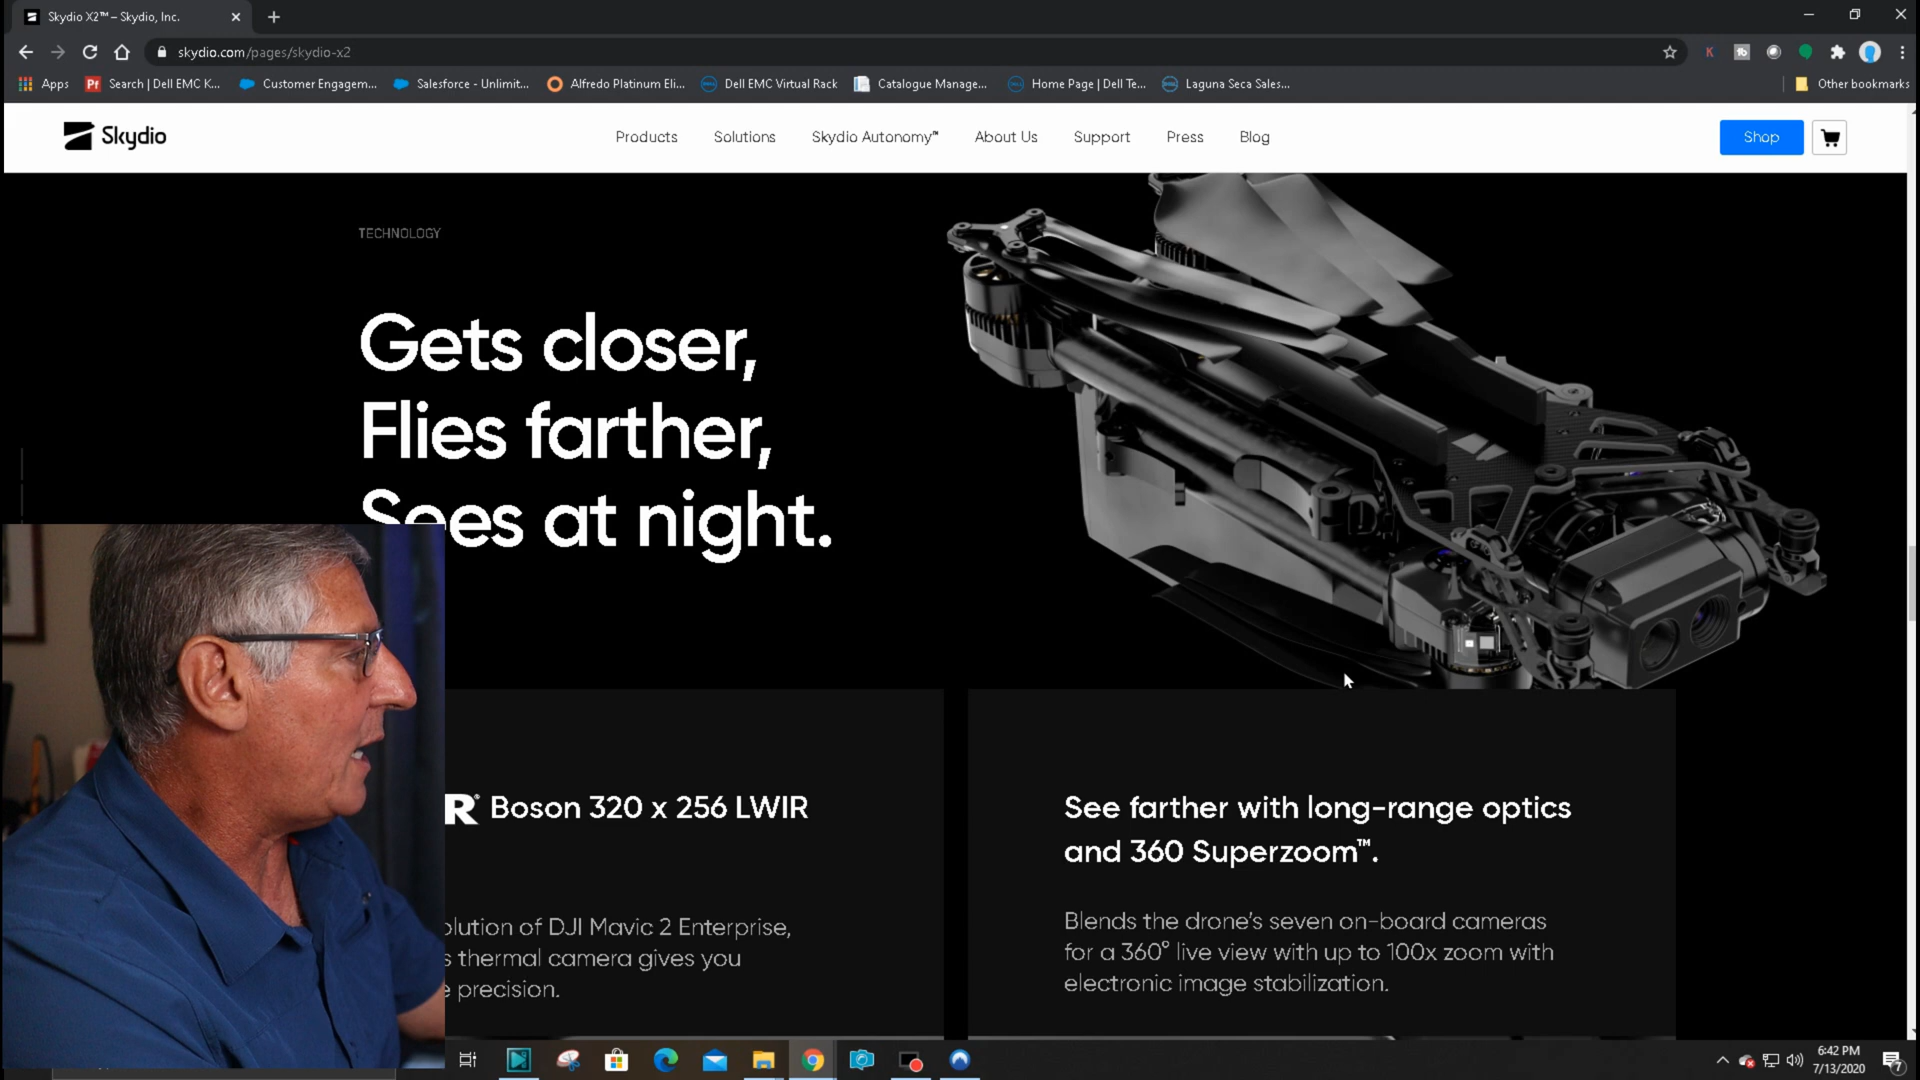 Skydio X2™ – Skydio, Inc.
skydio.com/pages/skydio-x2
Apps
Search | Dell EMC K...
Customer Engagem...
Salesforce - Unlimit...
Alfredo Platinum Eli...
Dell EMC Virtual Rack
Catalogue Manage...
Home Page | Dell Te...
Laguna Seca Sales...
Other bookmarks
Skydio
Products
Solutions
Skydio Autonomy™
About Us
Support
Press
Blog
Shop
TECHNOLOGY
Gets closer,
Flies farther,
Sees at night.
R® Boson 320 x 256 LWIR
olution of DJI Mavic 2 Enterprise,
s thermal camera gives you
e precision.
See farther with long-range optics
and 360 Superzoom™.
Blends the drone's seven on-board cameras
for a 360° live view with up to 100x zoom with
electronic image stabilization.
6:42 PM
7/13/2020
7